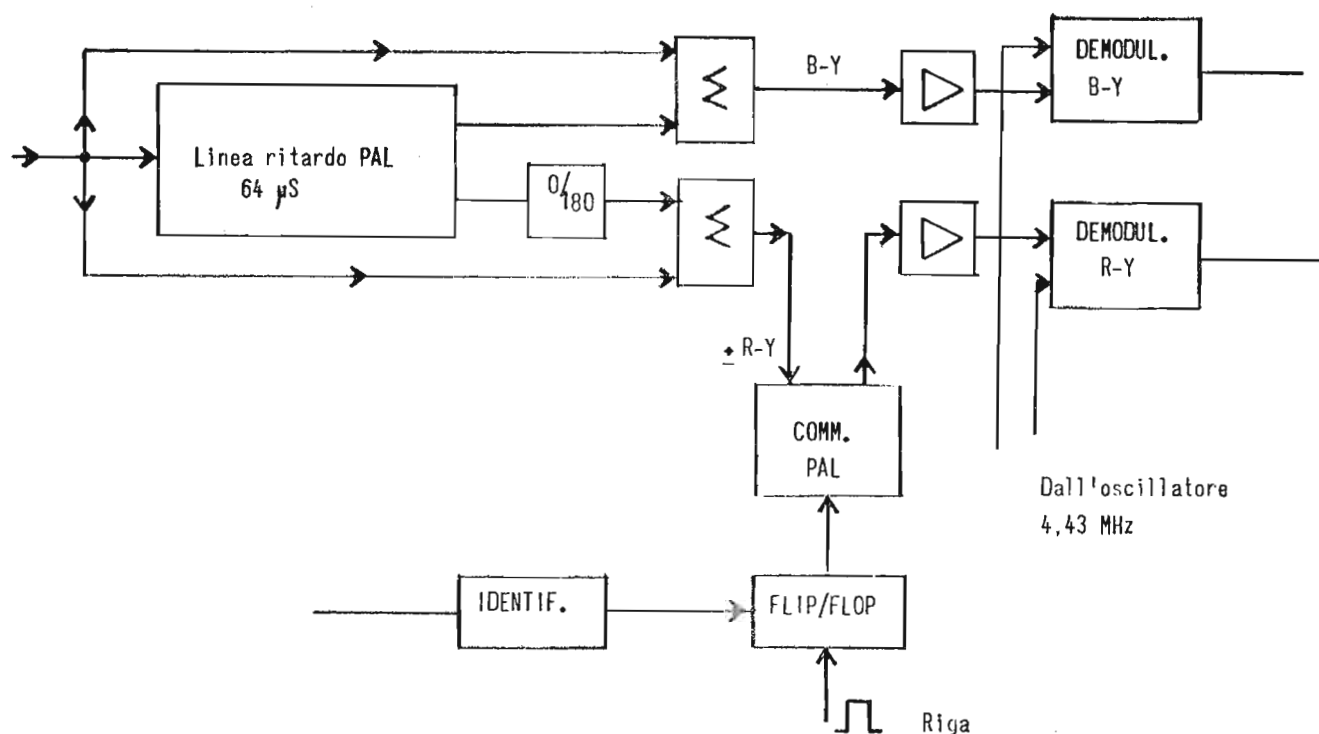 B-Y
DEMODUL.
B-Y
Linea ritardo PAL
64 µS
0/180
DEMODUL.
R-Y
± R-Y
COMM.
PAL
Dall'oscillatore
4,43 MHz
IDENTIF.
FLIP/FLOP
Riga